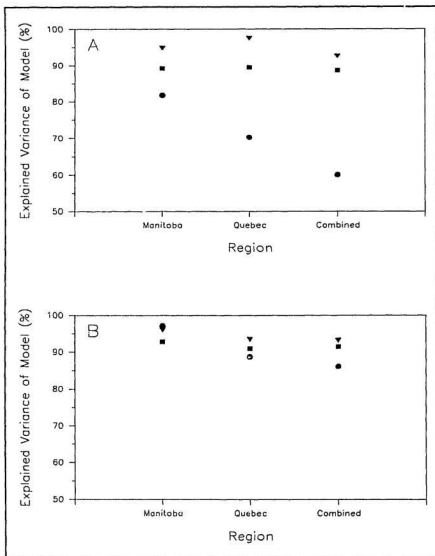 Explained Variance of Model (%)
A
100
90
80
70
60
50
Manitoba Quebec Combined
Region
Explained Variance of Model (%)
B
100
90
80
70
60
50
Manitoba Quebec Combined
Region